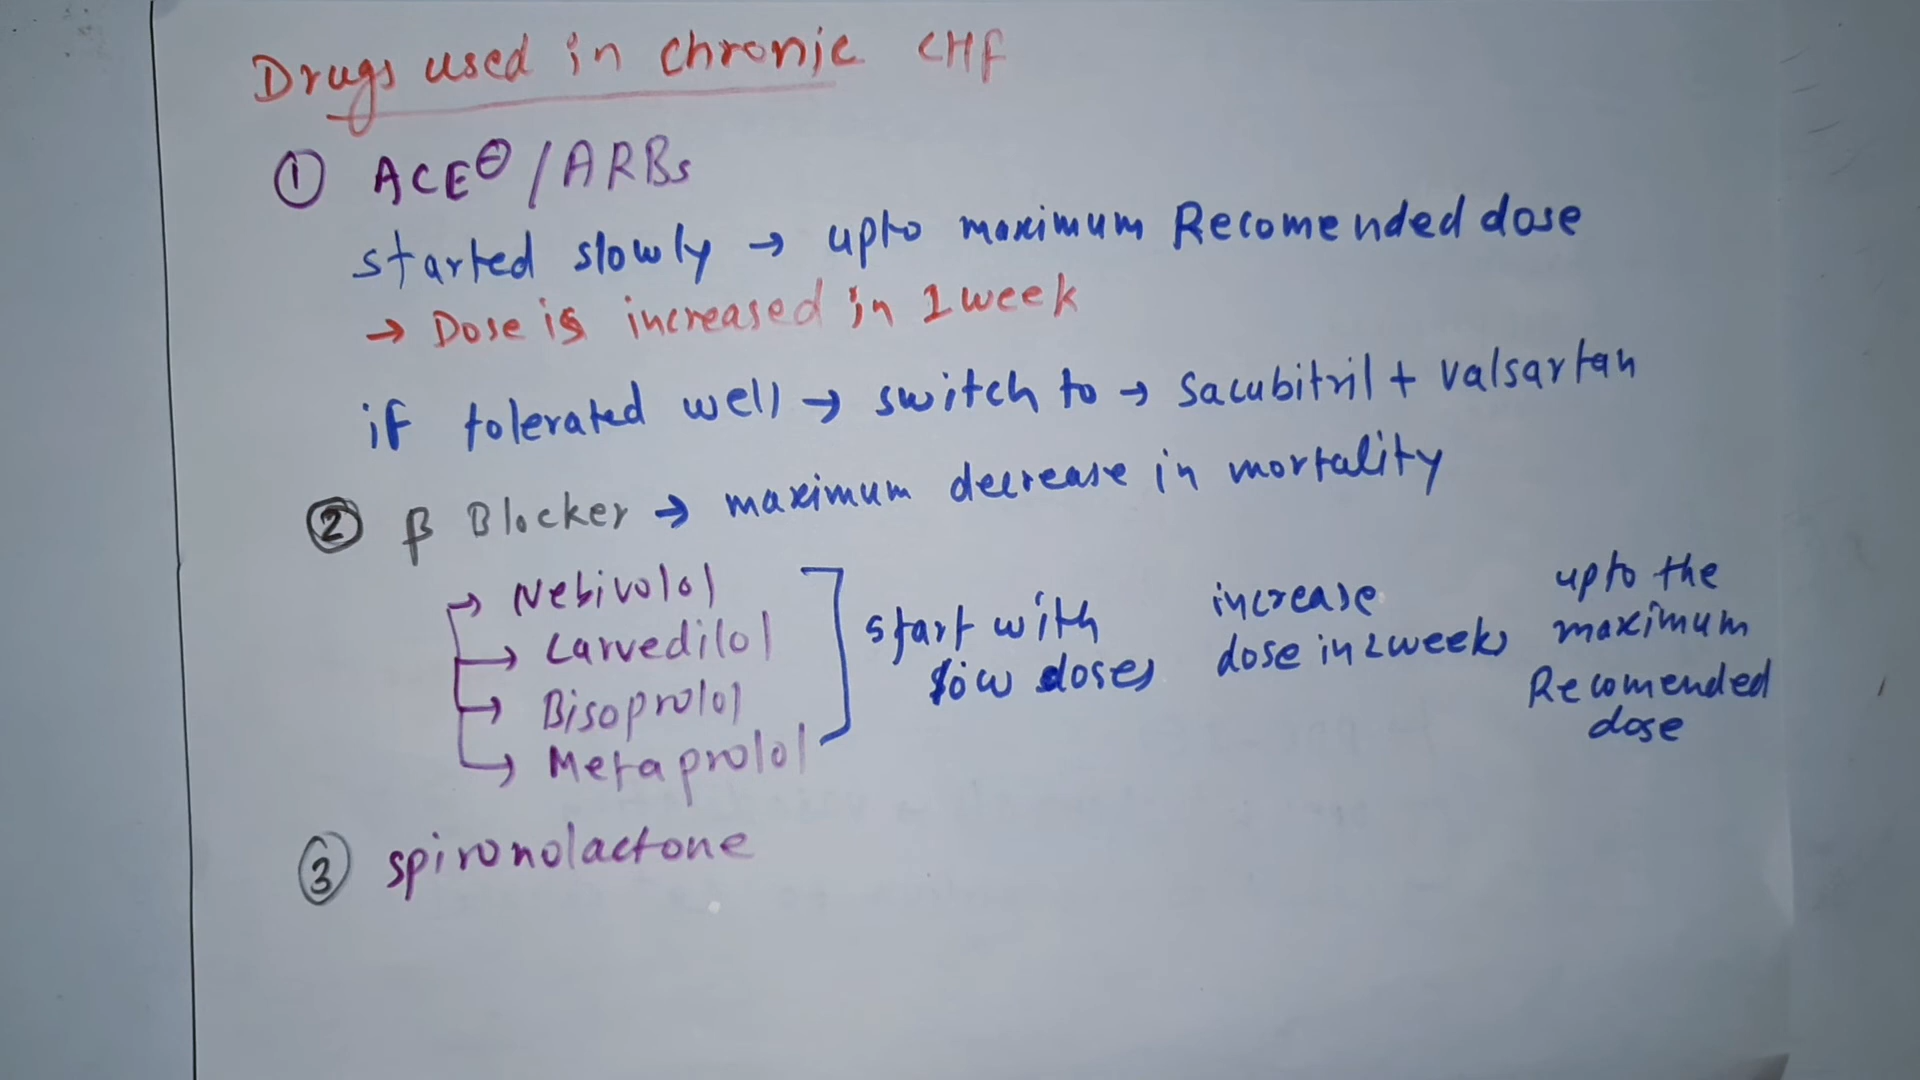 Drugs used in chronic CHF
① ACE⊖/ARBs
started slowly → upto maximum Recomended dose
→ Dose is increased in 1 week
if tolerated well → switch to → Sacubitril + valsartan
② β Blocker → maximum decrease in mortality
→ Nebivolol
→ Carvedilol
→ Bisoprolol
→ Metaprolol
start with
low doses
increase
dose in 2 weeks
upto the
maximum
Recomended
dose
③ spironolactone